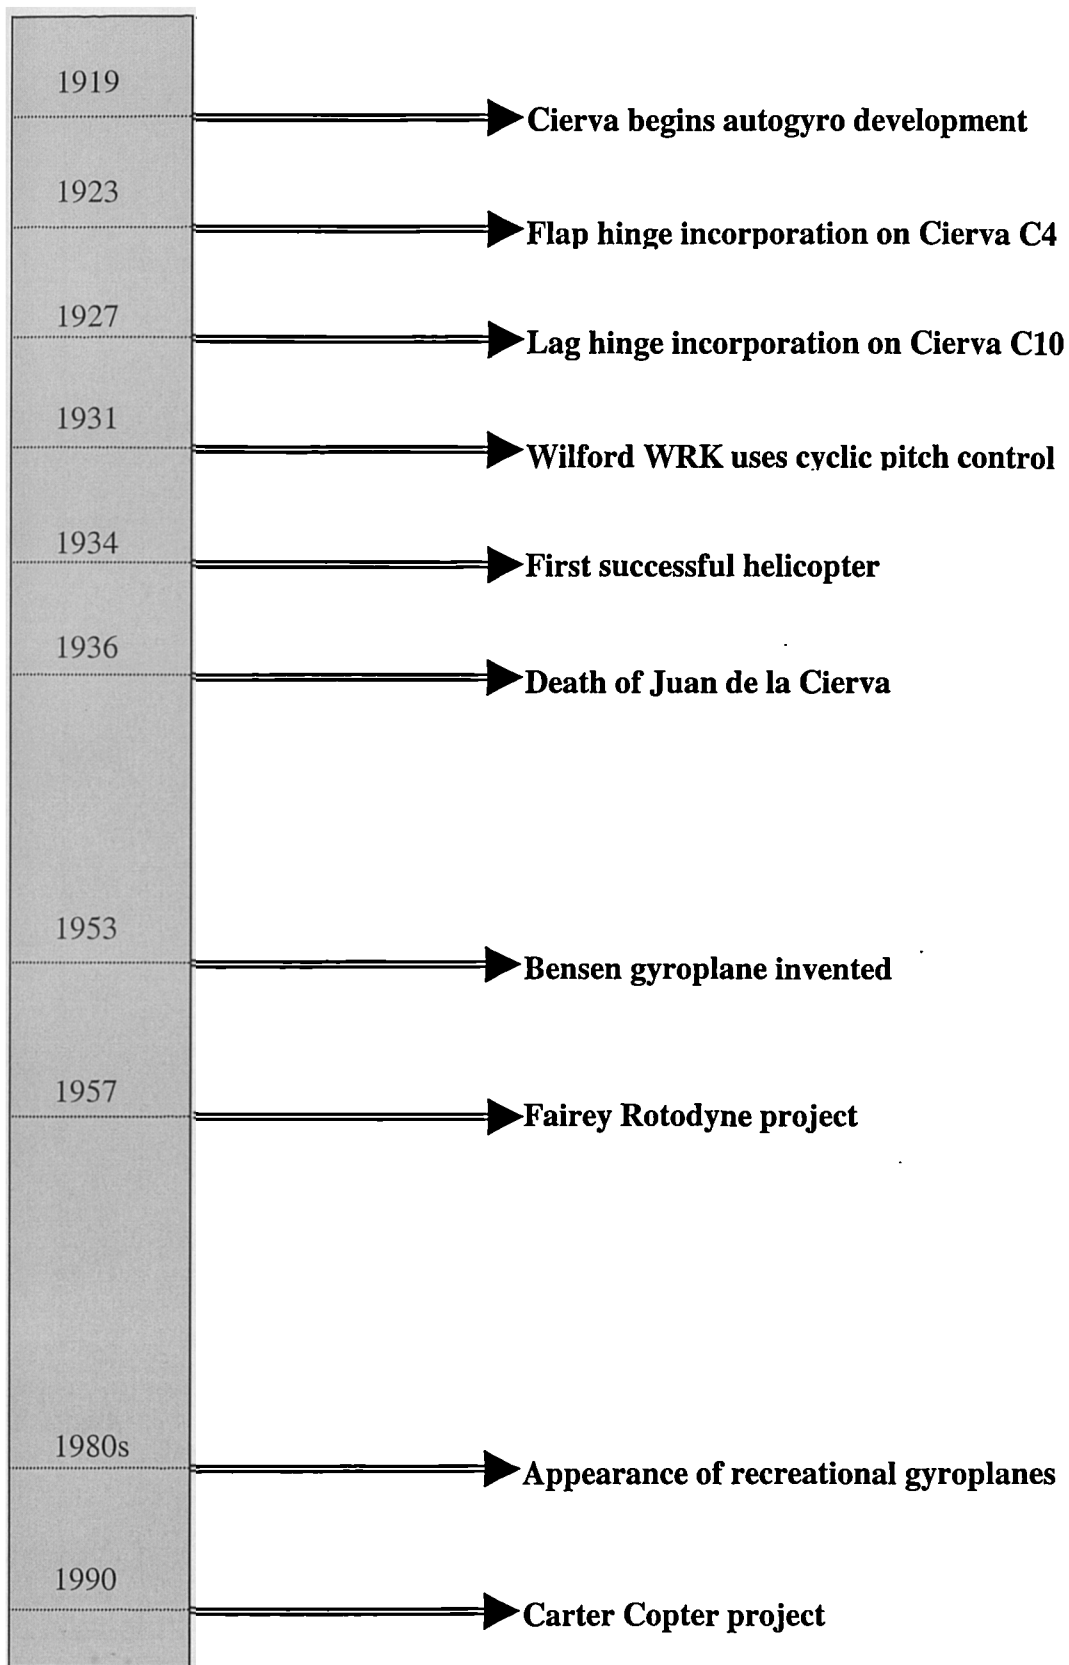 1919
Cierva begins autogyro development
1923
Flap hinge incorporation on Cierva C4
1927
Lag hinge incorporation on Cierva C10
1931
Wilford WRK uses cyclic pitch control
1934
First successful helicopter
1936
Death of Juan de la Cierva
1953
Bensen gyroplane invented
1957
Fairey Rotodyne project
1980s
Appearance of recreational gyroplanes
1990
Carter Copter project